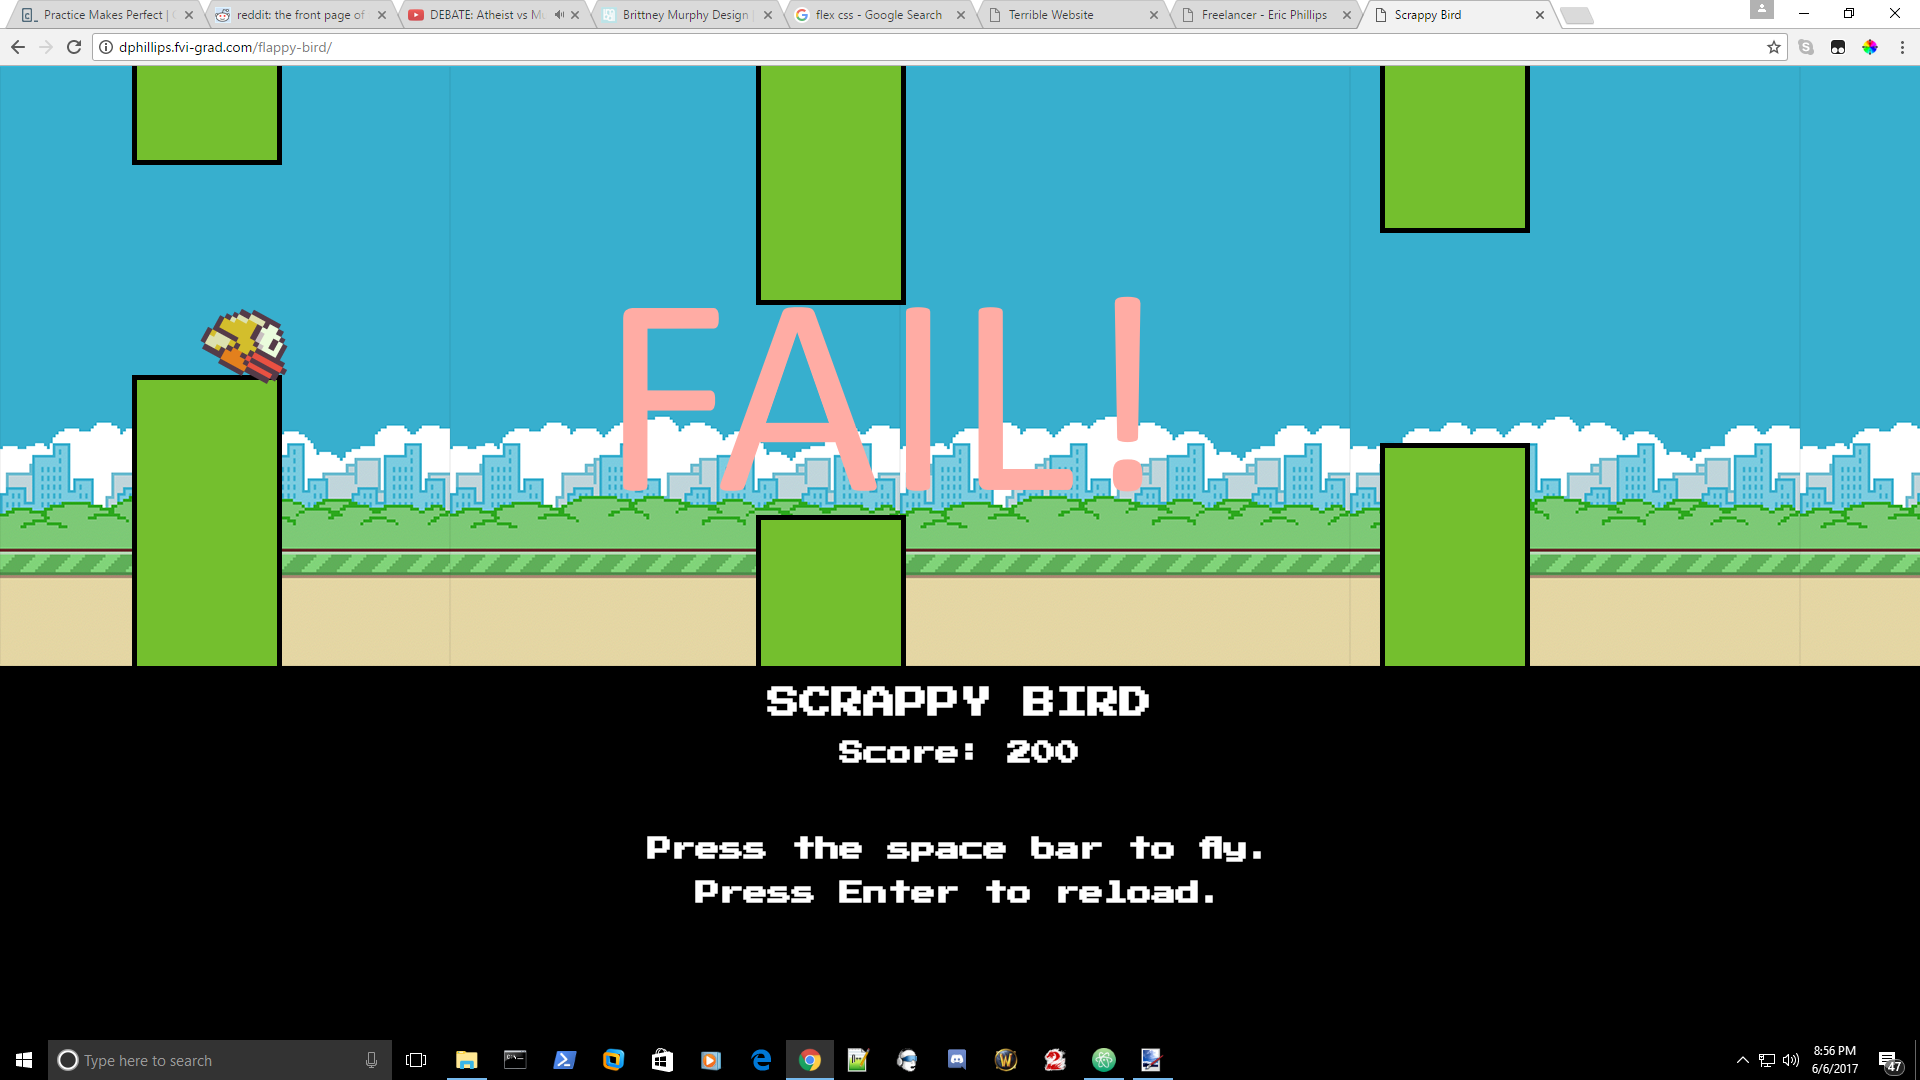 Practice Makes Perfect |
reddit: the front page of
DEBATE: Atheist vs Mu
Brittney Murphy Design |
flex css - Google Search
Terrible Website
Freelancer - Eric Phillips
Scrappy Bird
dphillips.fvi-grad.com/flappy-bird/
FAIL!
SCRAPPY BIRD
Score: 200
Press the space bar to fly.
Press Enter to reload.
Type here to search
8:56 PM
6/6/2017
47